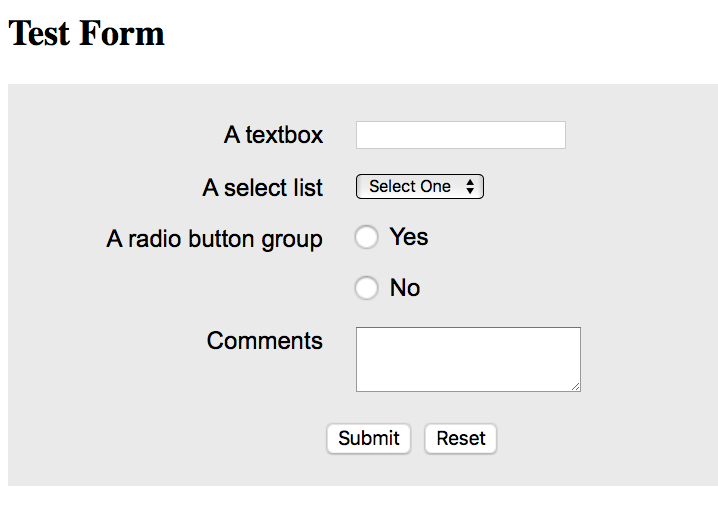 Test Form
A textbox
A select list Select One
A radio button group Yes
No
Comments
Submit Reset